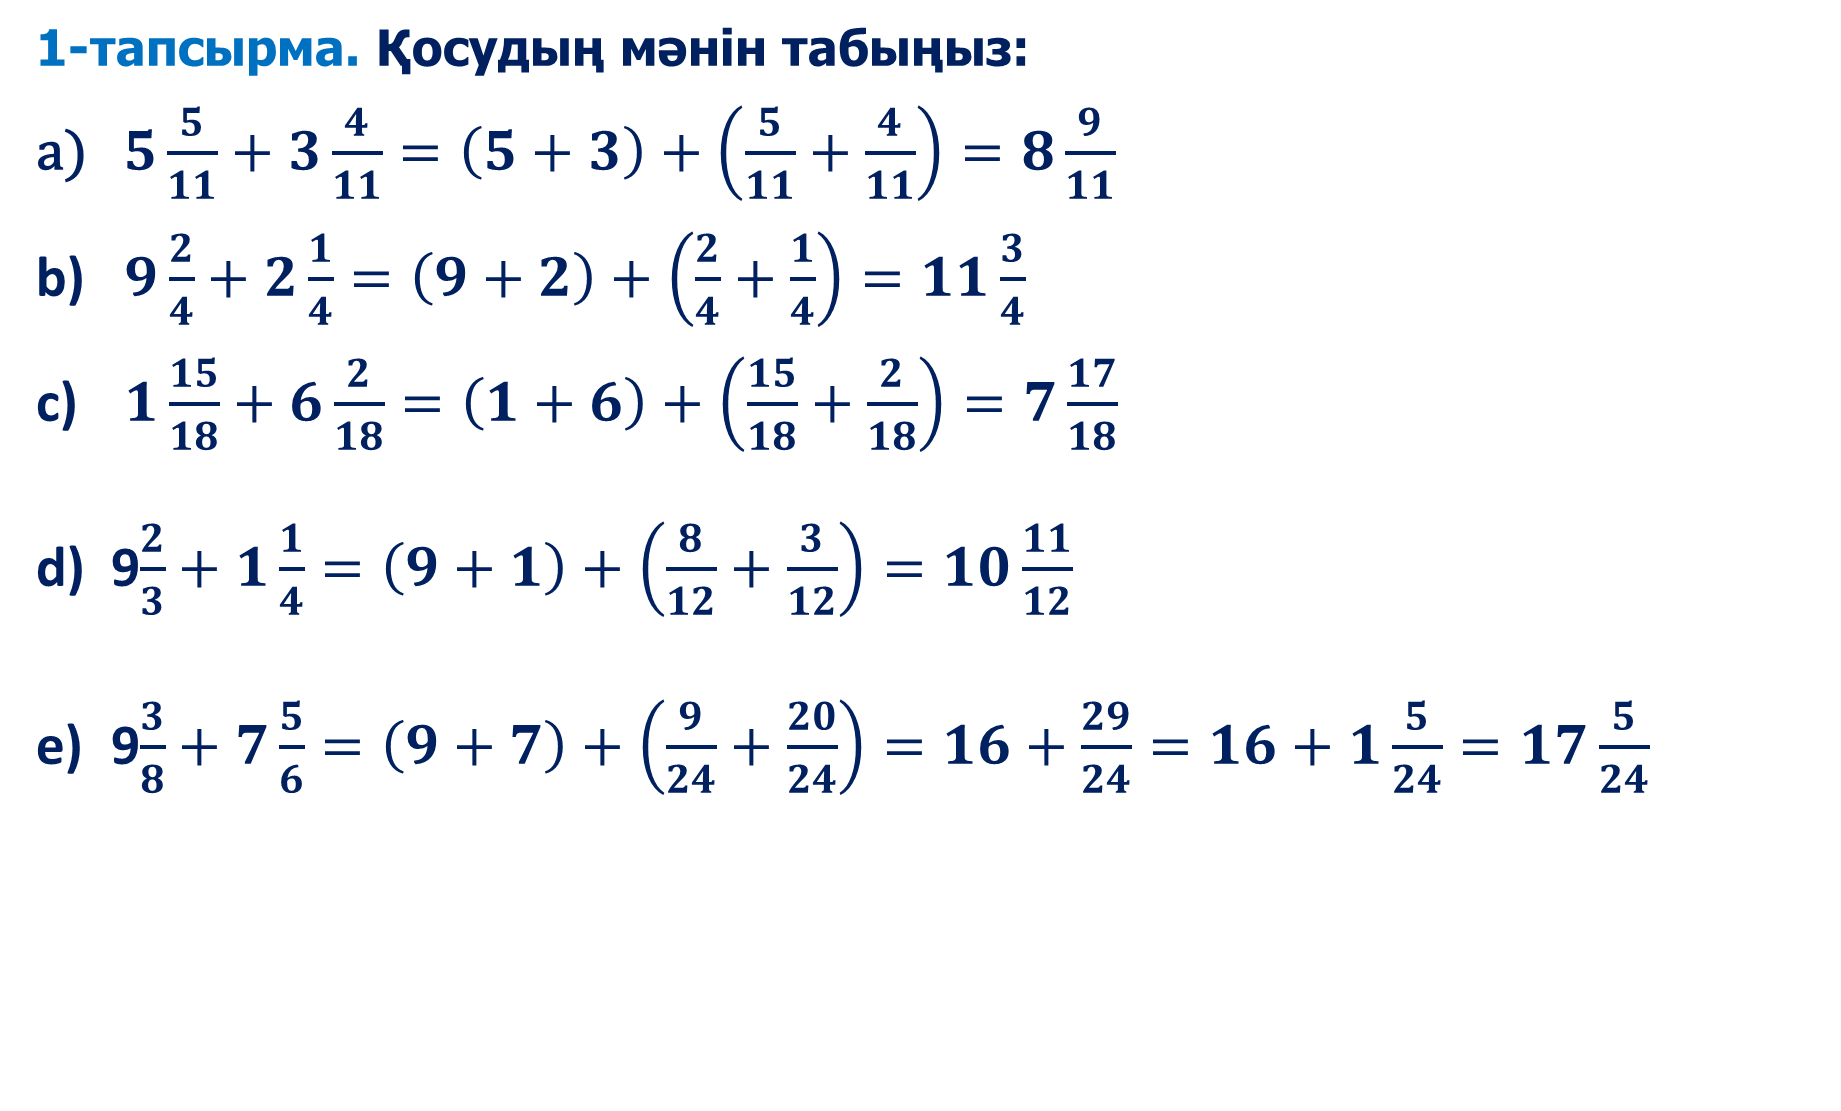 1-тапсырма. Қосудың мәнін табыңыз:
а) 5 5/11 + 3 4/11 = (5 + 3) + (5/11 + 4/11) = 8 9/11
b) 9 2/4 + 2 1/4 = (9 + 2) + (2/4 + 1/4) = 11 3/4
c) 1 15/18 + 6 2/18 = (1 + 6) + (15/18 + 2/18) = 7 17/18
d) 9 2/3 + 1 1/4 = (9 + 1) + (8/12 + 3/12) = 10 11/12
e) 9 3/8 + 7 5/6 = (9 + 7) + (9/24 + 20/24) = 16 + 29/24 = 16 + 1 5/24 = 17 5/24